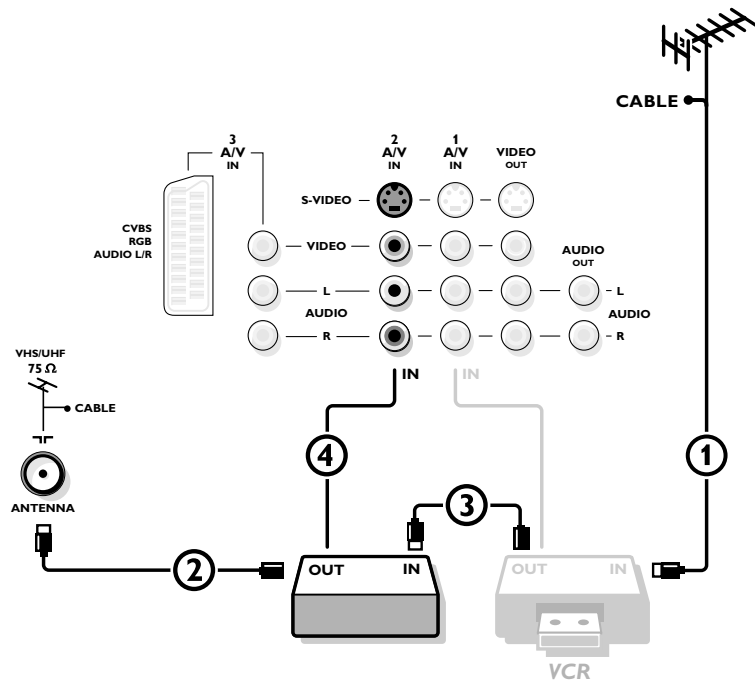 CABLE
3
A/V
IN
2
A/V
IN
1
A/V
IN
VIDEO
OUT
S-VIDEO
CVBS
RGB
AUDIO L/R
VIDEO
AUDIO
OUT
L
L
AUDIO
AUDIO
R
R
VHS/UHF
75 Ω
CABLE
ANTENNA
IN
IN
4
1
3
2
OUT IN
OUT IN
VCR